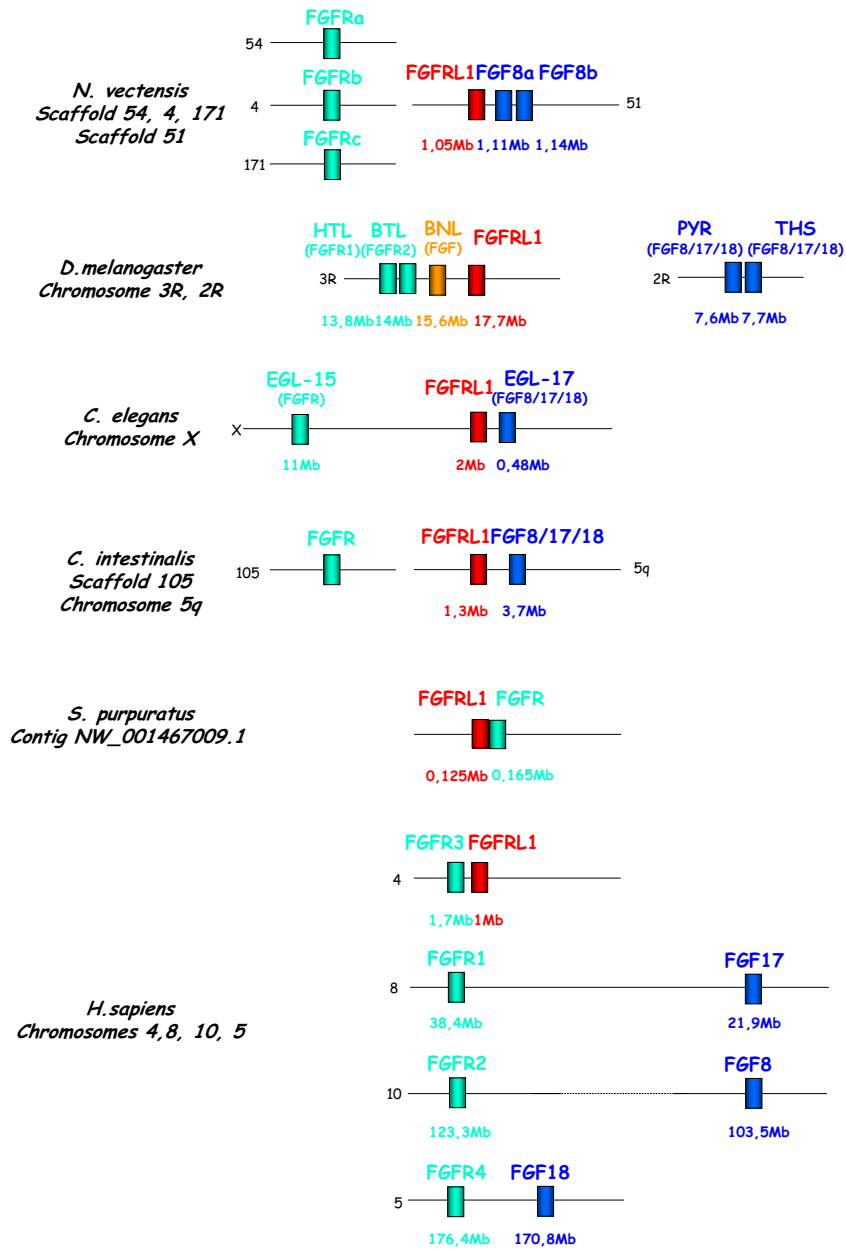 FGFRa
54
FGFRb
FGFRL1 FGF8a FGF8b
N. vectensis
Scaffold 54, 4, 171
Scaffold 51
4
51
1,05Mb 1,11Mb 1,14Mb
FGFRc
171
HTL BTL BNL FGFRL1
(FGFR1) (FGFR2) (FGF)
PYR THS
(FGF8/17/18) (FGF8/17/18)
D.melanogaster
Chromosome 3R, 2R
3R
2R
13,8Mb 14Mb 15,6Mb 17,7Mb
7,6Mb 7,7Mb
EGL-15
(FGFR)
FGFRL1 EGL-17
(FGF8/17/18)
C. elegans
Chromosome X
X
11Mb 2Mb 0,48Mb
FGFR FGFRL1 FGF8/17/18
C. intestinalis
Scaffold 105
Chromosome 5q
105
5q
1,3Mb 3,7Mb
FGFRL1 FGFR
S. purpuratus
Contig NW_001467009.1
0,125Mb 0,165Mb
FGFR3 FGFRL1
4
1,7Mb 1Mb
FGFR1 FGF17
8
38,4Mb 21,9Mb
H.sapiens
Chromosomes 4,8, 10, 5
FGFR2 FGF8
10
123,3Mb 103,5Mb
FGFR4 FGF18
5
176,4Mb 170,8Mb